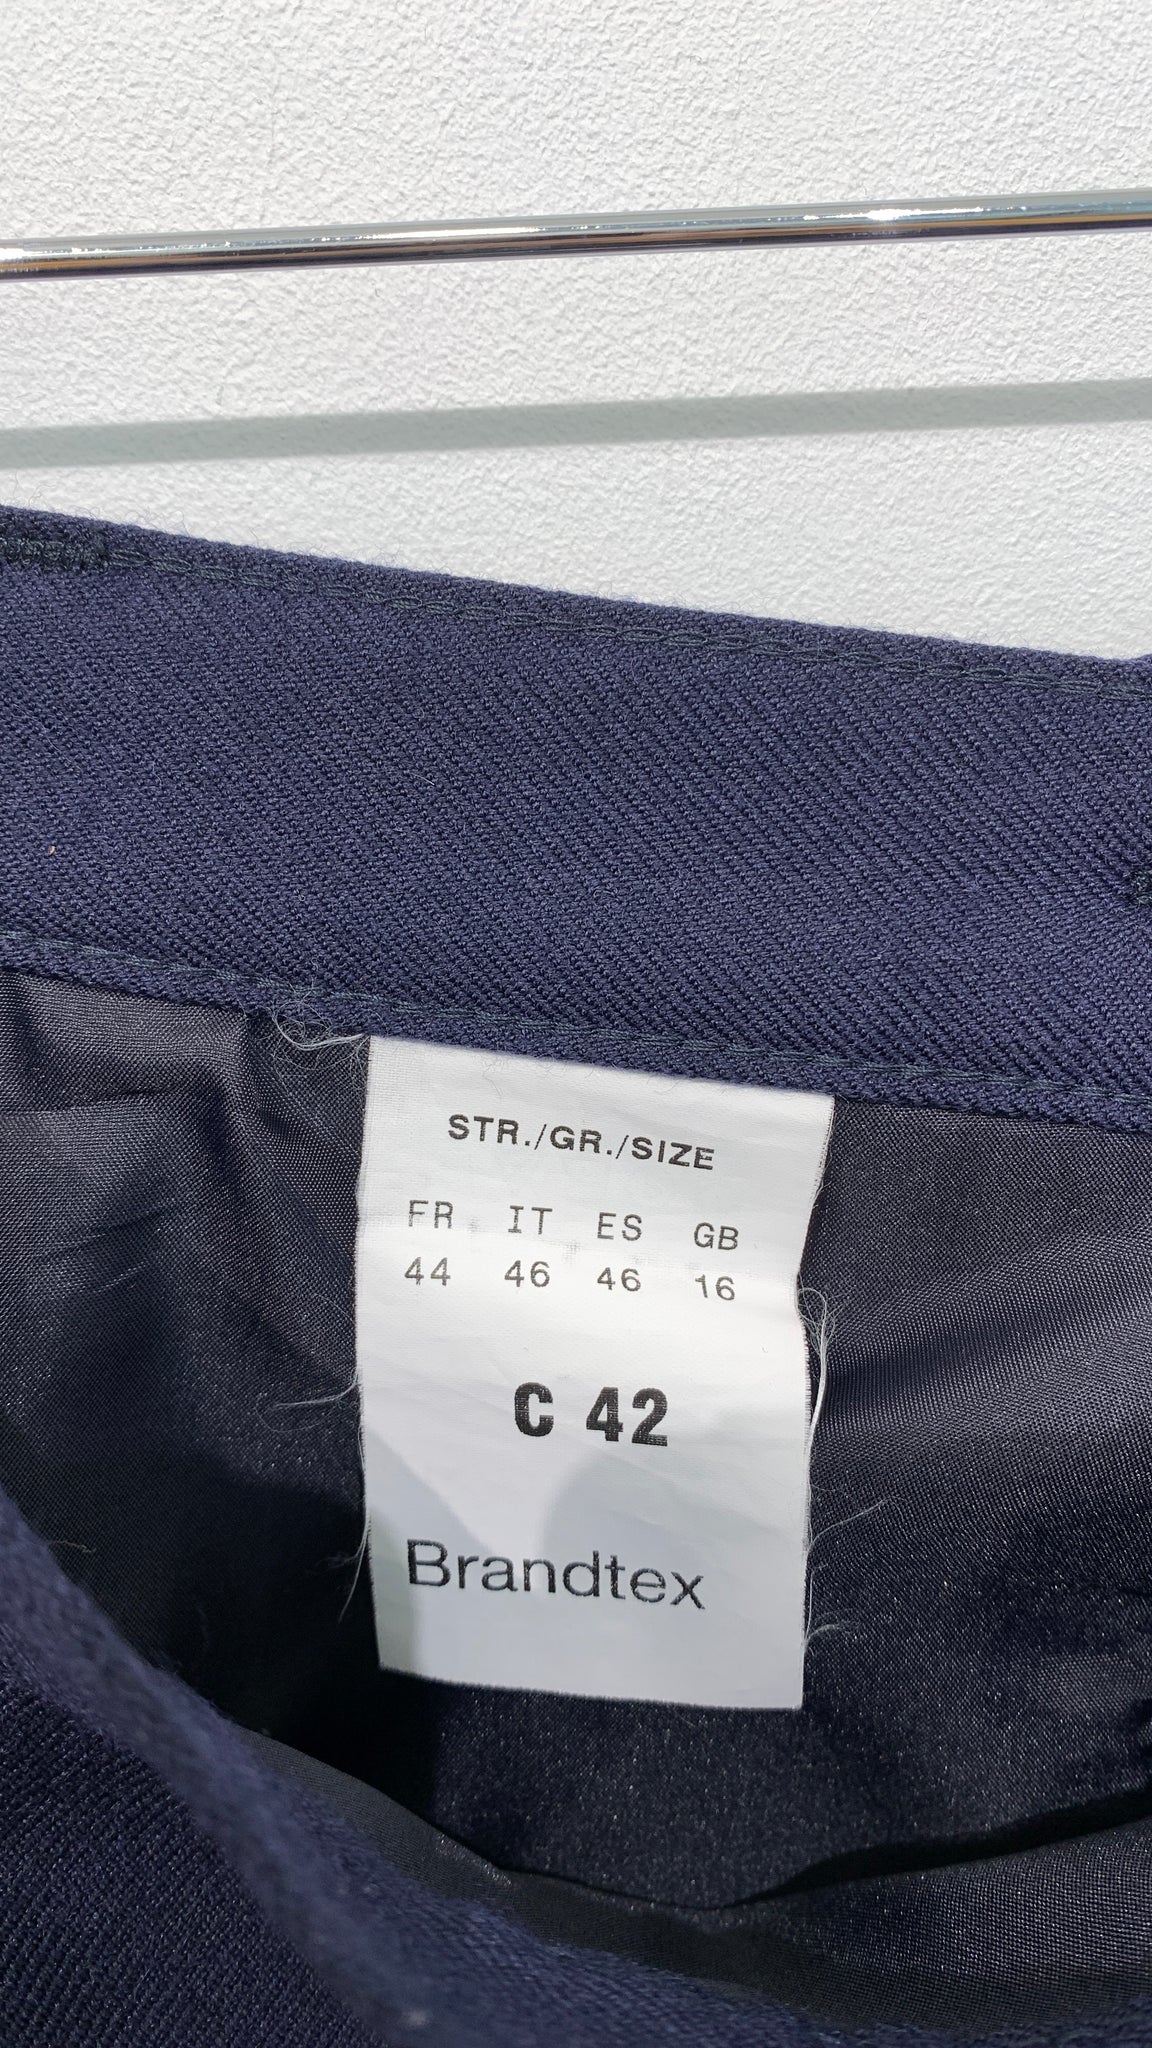 STR./GR./SIZE
FR IT ES GB
44 46 46 16
C 42
Brandtex